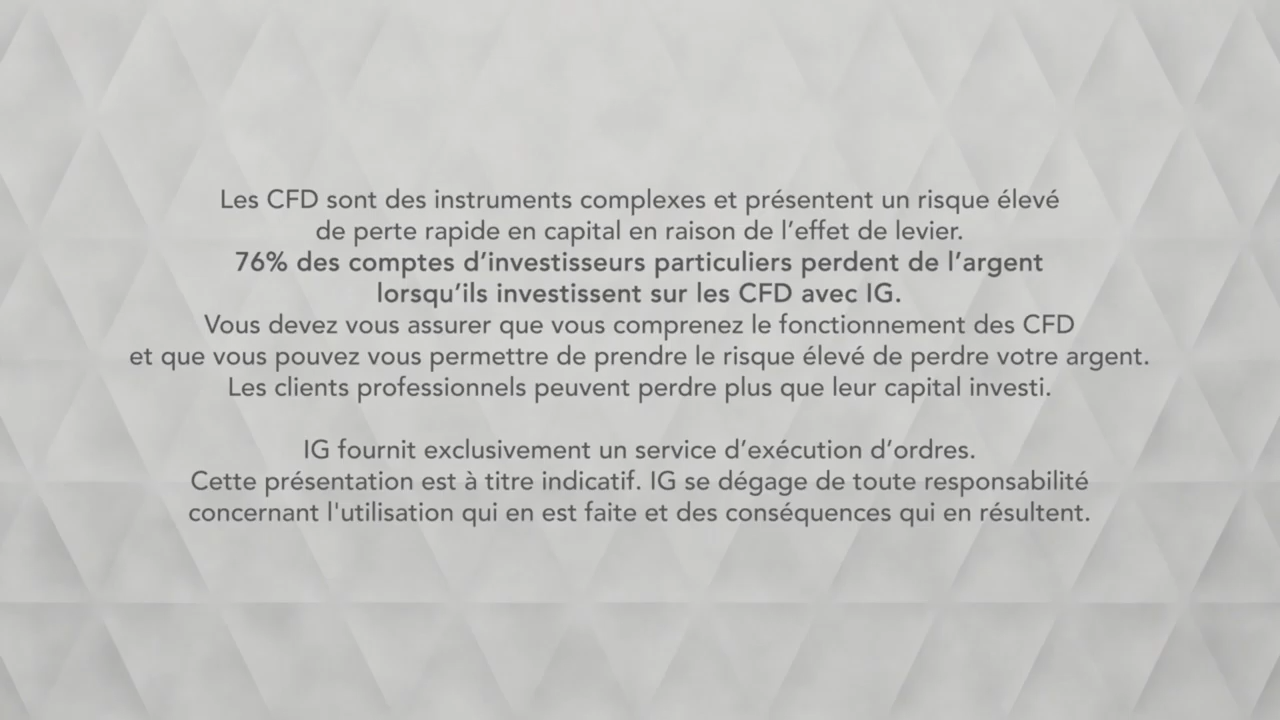 Les CFD sont des instruments complexes et présentent un risque élevé
de perte rapide en capital en raison de l’effet de levier.
76% des comptes d’investisseurs particuliers perdent de l’argent
lorsqu’ils investissent sur les CFD avec IG.
Vous devez vous assurer que vous comprenez le fonctionnement des CFD
et que vous pouvez vous permettre de prendre le risque élevé de perdre votre argent.
Les clients professionnels peuvent perdre plus que leur capital investi.
IG fournit exclusivement un service d’exécution d’ordres.
Cette présentation est à titre indicatif. IG se dégage de toute responsabilité
concernant l'utilisation qui en est faite et des conséquences qui en résultent.